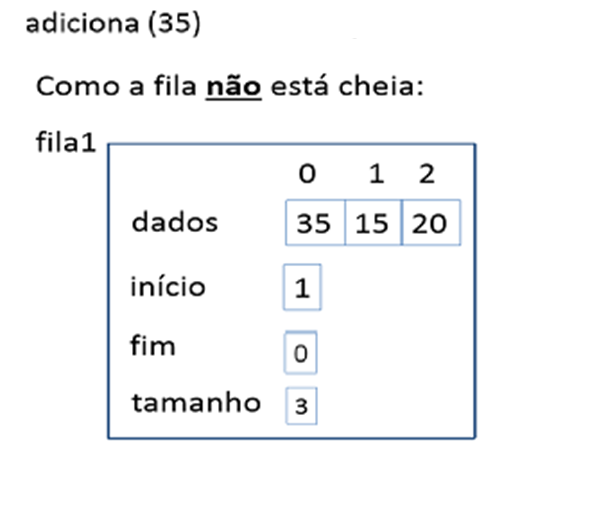 adiciona (35)
Como a fila não está cheia:
fila1
0 1 2
dados 35 15 20
início 1
fim 0
tamanho 3